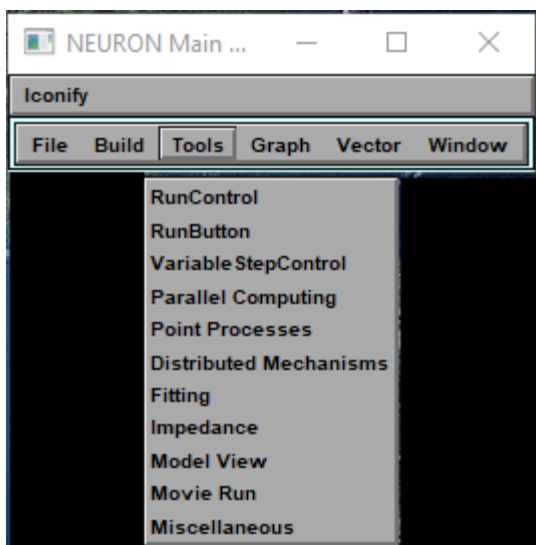 NEURON Main ...
Iconify
File Build Tools Graph Vector Window
RunControl
RunButton
VariableStepControl
Parallel Computing
Point Processes
Distributed Mechanisms
Fitting
Impedance
Model View
Movie Run
Miscellaneous